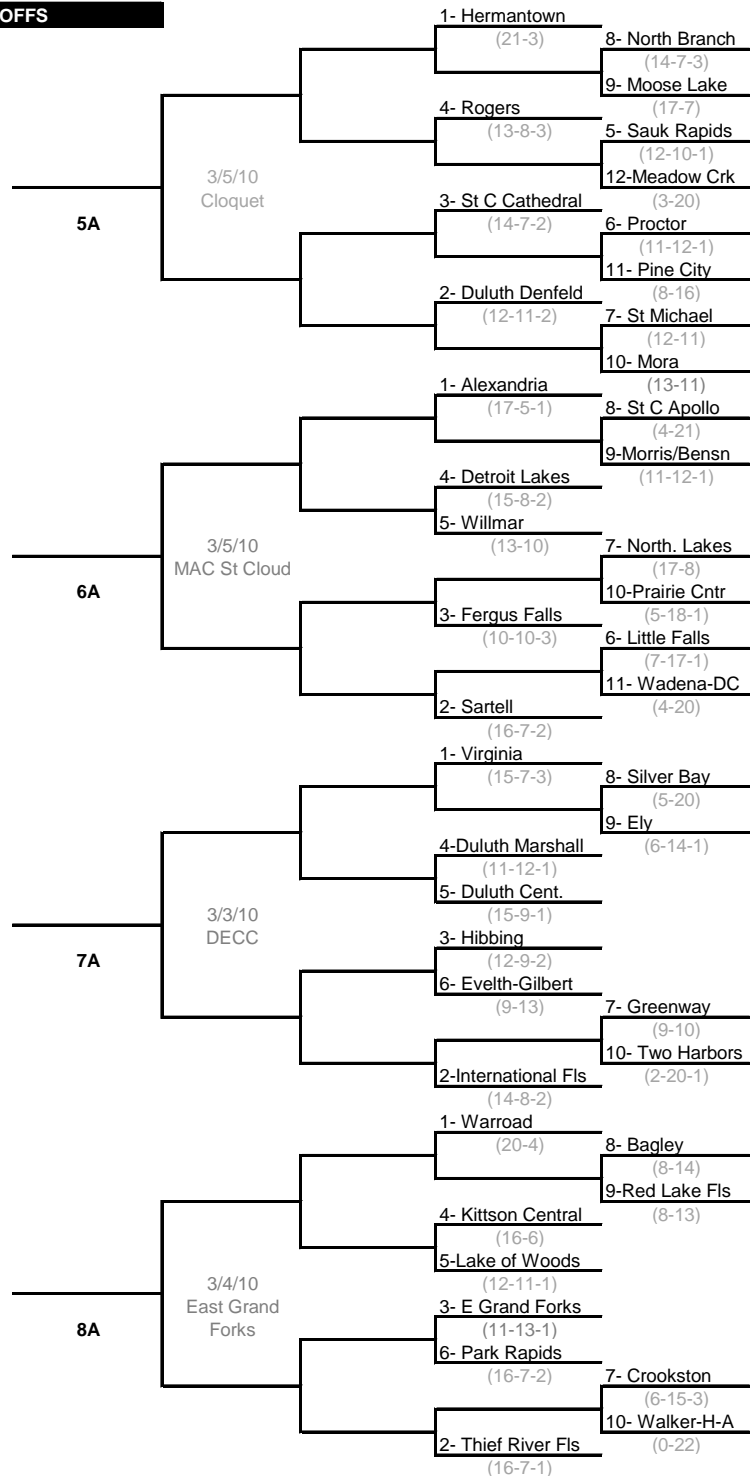 OFFS
1- Hermantown
(21-3)
8- North Branch
(14-7-3)
9- Moose Lake
(17-7)
4- Rogers
(13-8-3)
5- Sauk Rapids
(12-10-1)
12-Meadow Crk
(3-20)
3/5/10
Cloquet
5A
3- St C Cathedral
(14-7-2)
6- Proctor
(11-12-1)
11- Pine City
(8-16)
2- Duluth Denfeld
(12-11-2)
7- St Michael
(12-11)
10- Mora
(13-11)
1- Alexandria
(17-5-1)
8- St C Apollo
(4-21)
9-Morris/Bensn
(11-12-1)
4- Detroit Lakes
(15-8-2)
5- Willmar
(13-10)
3/5/10
MAC St Cloud
6A
7- North. Lakes
(17-8)
10-Prairie Cntr
(5-18-1)
3- Fergus Falls
(10-10-3)
6- Little Falls
(7-17-1)
11- Wadena-DC
(4-20)
2- Sartell
(16-7-2)
1- Virginia
(15-7-3)
8- Silver Bay
(5-20)
9- Ely
(6-14-1)
4-Duluth Marshall
(11-12-1)
5- Duluth Cent.
(15-9-1)
3/3/10
DECC
7A
3- Hibbing
(12-9-2)
6- Evelth-Gilbert
(9-13)
7- Greenway
(9-10)
10- Two Harbors
(2-20-1)
2-International Fls
(14-8-2)
1- Warroad
(20-4)
8- Bagley
(8-14)
9-Red Lake Fls
(8-13)
4- Kittson Central
(16-6)
5-Lake of Woods
(12-11-1)
3/4/10
East Grand
Forks
8A
3- E Grand Forks
(11-13-1)
6- Park Rapids
(16-7-2)
7- Crookston
(6-15-3)
10- Walker-H-A
(0-22)
2- Thief River Fls
(16-7-1)